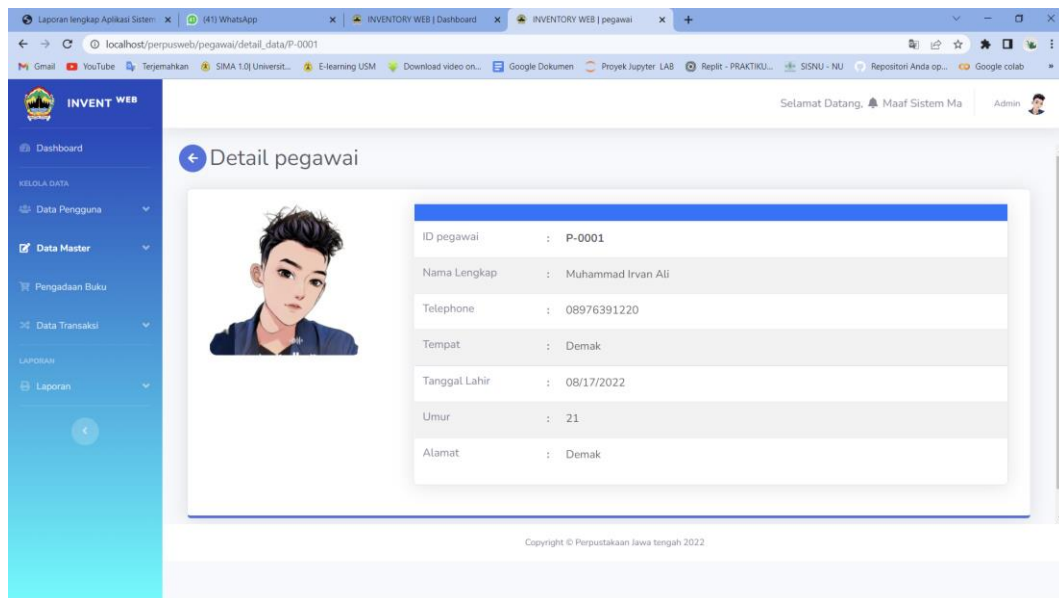 Laporan lengkap Aplikasi Sistem
(41) WhatsApp
INVENTORY WEB | Dashboard
INVENTORY WEB | pegawai
localhost/perpusweb/pegawai/detail_data/P-0001
Gmail
YouTube
Terjemahkan
SIMA 1.0| Universit...
E-learning USM
Download video on...
Google Dokumen
Proyek Jupyter LAB
Replit - PRAKTIKU...
SISNU - NU
Repositori Anda op...
Google colab
»
INVENT WEB
Selamat Datang, Maaf Sistem Ma
Admin
Dashboard
KELOLA DATA
Data Pengguna
Data Master
Pengadaan Buku
Data Transaksi
LAPORAN
Laporan
Detail pegawai
ID pegawai : P-0001
Nama Lengkap : Muhammad Irvan Ali
Telephone : 08976391220
Tempat : Demak
Tanggal Lahir : 08/17/2022
Umur : 21
Alamat : Demak
Copyright © Perpustakaan Jawa tengah 2022